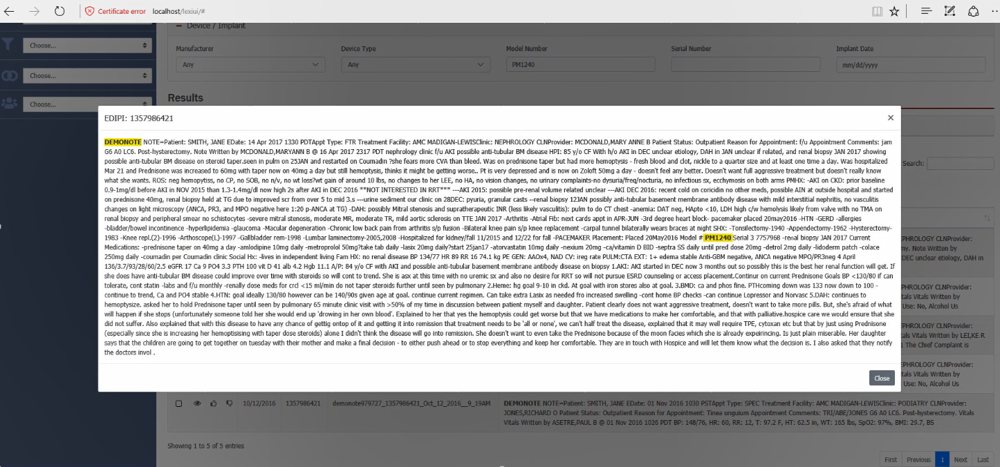 Certificate error localhost/lexiui/#
Device / Implant
Choose...
Manufacturer Device Type Model Number Serial Number Implant Date
Any Any PM1240 mm/dd/yyyy
Choose...
Results
Choose...
EDIPI: 1357986421 ×
DEMONOTE NOTE=Patient: SMITH, JANE EDate: 14 Apr 2017 1330 PDTAppt Type: FTR Treatment Facility: AMC MADIGAN-LEWISClinic: NEPHROLOGY CLNProvider: MCDONALD,MARY ANNE B Patient Status: Outpatient Reason for Appointment: f/u Appointment Comments: jam
G6 A0 LC6. Post-hysterectomy. Note Written by MCDONALD,MARYANN B @ 16 Apr 2017 2317 PDT nephrology clinic f/u AKI possible anti-tubular BM disease HPI: 85 y/o CF With h/o AKI in DEC unclear etiology, DAH in JAN unclear if related, and renal biopsy JAN 2017 showing
possible anti-tubular BM disease on steroid taper.seen in pulm on 25JAN and restarted on Coumadin ?she fears more CVA than bleed. Was on prednisone taper but had more hemoptysis - fresh blood and clot, nickle to a quarter size and at least one time a day. Was hospitalized
Mar 21 and Prednisone was increased to 60mg with taper now on 40mg a day but still hemoptysis, thinks it might be getting worse.. Pt is very depressed and is now on Zoloft 50mg a day - doesn't feel any better. Doesn't want full aggressive treatment but doesn't really know
what she wants. ROS: neg hemopytiss, no CP, no SOB, no n/v, no wt loss?wt gain of around 10 lbs, no changes to her LEE, no HA, no vision changes, no urinary complaints-no dysuria/freq/nocturia, no infectious sx, ecchymosis on both arms PMHX: -AKI on CKD: prior baseline
0.9-1mg/dl before AKI in NOV 2015 than 1.3-1.4mg/dl now high 2s after AKI in DEC 2016 **NOT INTERESTED IN RRT*** ---AKI 2015: possible pre-renal volume related unclear ---AKI DEC 2016: recent cold on coricidin no other meds, possible AIN at outside hospital and started
on prednisone 40mg, renal biopsy held at TG due to improved scr from over 5 to mid 3.s ---urine sediment our clinic on 28DEC: pyuria, granular casts --renal biopsy 12JAN possibly anti-tubular basement membrane antibody disease with mild interstitial nephritis, no vasculitis
changes on light microscopy (ANCA, PR3, and MPO negative here 1:20 p-ANCA at TG) -DAH: possibly Mitral stenosis and supratherapeutic INR (less likely vasculitis): pulm to do CT chest -anemia: DAT neg, HApto <10, LDH high c/w hemolysis likely from valve with no TMA on
renal biopsy and peripheral smear no schistocytes -severe mitral stenosis, moderate MR, moderate TR, mild aortic sclerosis on TTE JAN 2017 -Arthritis -Atrial Fib: next cards appt in APR-JUN -3rd degree heart block- pacemaker placed 20may2016 -HTN -GERD -allergies
-bladder/bowel incontinence -hyperlipidemia -glaucoma -Macular degeneration -Chronic low back pain from arthritis s/p fusion -Bilateral knee pain s/p knee replacement -carpal tunnel bilaterally wears braces at night SHX: -Tonsilectomy-1940 -Appendectomy-1962 -Hysterectomy-
1983 -Knee repl.(2)-1996 -Arthoscope(L)-1997 -Gallbladder rem-1998 -Lumbar laminectomy-2005,2008 -Hospitalized for kidney/fall 11/2015 and 12/22 for fall -PACEMAKER Placement: Placed 20May2016 Model # PM1240 Serial 3 7757968 -renal biopsy JAN 2017 Current
Medications: -prednisone taper on 40mg a day -amlodipine 10mg daily -metroprolol 50mg?take tab daily -lasix 20mg daily?start 25jan17 -atorvastatin 10mg daily -nexium 20mg -ca/vitamin D BID -septra SS daily until pred dose 20mg -detrol 2mg daily -lidoderm patch -colace
250mg daily -coumadin per Coumadin clinic Social Hx: -lives in independent living Fam HX: no renal disease BP 134/77 HR 89 RR 16 74.1 kg PE GEN: AAOx4, NAD CV: ireg rate PULM:CTA EXT: 1+ edema stable Anti-GBM negative, ANCA negative MPO/PR3neg 4 April
136/3.7/93/28/60/2.5 eGFR 17 Ca 9 PO4 3.3 PTH 100 vit D 41 alb 4.2 Hgb 11.1 A/P: 84 y/o CF with AKI and possible anti-tubular basement membrane antibody disease on biopsy 1.AKI: AKI started in DEC now 3 months out so possibly this is the best her renal function will get. If
she does have anti-tubular BM disease could improve over time with steroids so will cont to trend. She is asx at this time with no uremic sx and also no desire for RRT so will not pursue ESRD counseling or access placement.Continur on current Prednisone Goals BP <130/80 if can
tolerate, cont statin -labs and f/u monthly -renally dose meds for crcl <15 ml/min do not taper steroids further until seen by pulmonary 2.Heme: hg goal 9-10 in ckd. At goal with iron stores also at goal. 3.BMD: ca and phos fine. PTHcoming down was 133 now down to 100 -
continue to trend, Ca and PO4 stable 4.HTN: goal ideally 130/80 however can be 140/90s given age at goal. continue current regimen. Can take extra Lasix as needed fro increased swelling -cont home BP checks -can continue Lopressor and Norvasc 5.DAH: continues to
hemoptysize. asked her to hold Prednisone taper until seen by pulmonary 65 minute clinic visit with >50% of my time in discussion between patient myself and daughter. Patient clearly does not want aggressive treatment, doesn't want to take more pills. But, she's afraid of what
will happen if she stops (unfortunately someone told her she would end up 'drowing in her own blood'. Explained to her that yes the hemoptysis could get worse but that we have medications to make her comfortable, and that with palliative.hospice care we would ensure that she
did not suffer. Also explained that with this disease to have any chance of gettig ontop of it and getting it into remission that treatment needs to be 'all or none', we can't half treat the disease, explained that it may well require TPE, cytoxan etc but that by just using Prednisone
(especially since she is increasing her hemoptisising with taper dose steroids) alone I didn't think the disease will go into remission. She doesn't want to even take the Prednisone because of the moon facies which she is already expeirincing. Is just plain miserable. Her daughter
says that the children are going to get together on tuesday with their mother and make a final decision - to either push ahead or to stop everything and keep her comfortable. They are in touch with Hospice and will let them know what the decision is. I also asked that they notify
the doctors invol .
Close
Search:
EPHROLOGY CLNProvider:
my. Note Written by
DEC unclear etiology, DAH in
PHROLOGY CLNProvider:
tals Vitals Written by LEI,KE R
1 The Chief Complaint is
PHROLOGY CLNProvider:
tals Vitals Written by
Use: No, Alcohol Us
10/12/2016 1357986421 demonote979727_1357986421_Oct_12_2016__9_19AM DEMONOTE NOTE=Patient: SMITH, JANE EDate: 01 Nov 2016 1030 PSTAppt Type: SPEC Treatment Facility: AMC MADIGAN-LEWISClinic: PODIATRY CLNProvider:
JONES,RICHARD O Patient Status: Outpatient Reason for Appointment: Tinea unguium Appointment Comments: TRI/ABE/JONES G6 A0 LC6. Post-hysterectomy. Vitals
Vitals Written by ASETRE,PAUL B @ 01 Nov 2016 1026 PDT BP: 148/76, HR: 60, RR: 12, T: 97.2 F, HT: 62.5 in, WT: 165 lbs, SpO2: 97%, BMI: 29.7, BS
Showing 1 to 5 of 5 entries
First Previous 1 Next Last